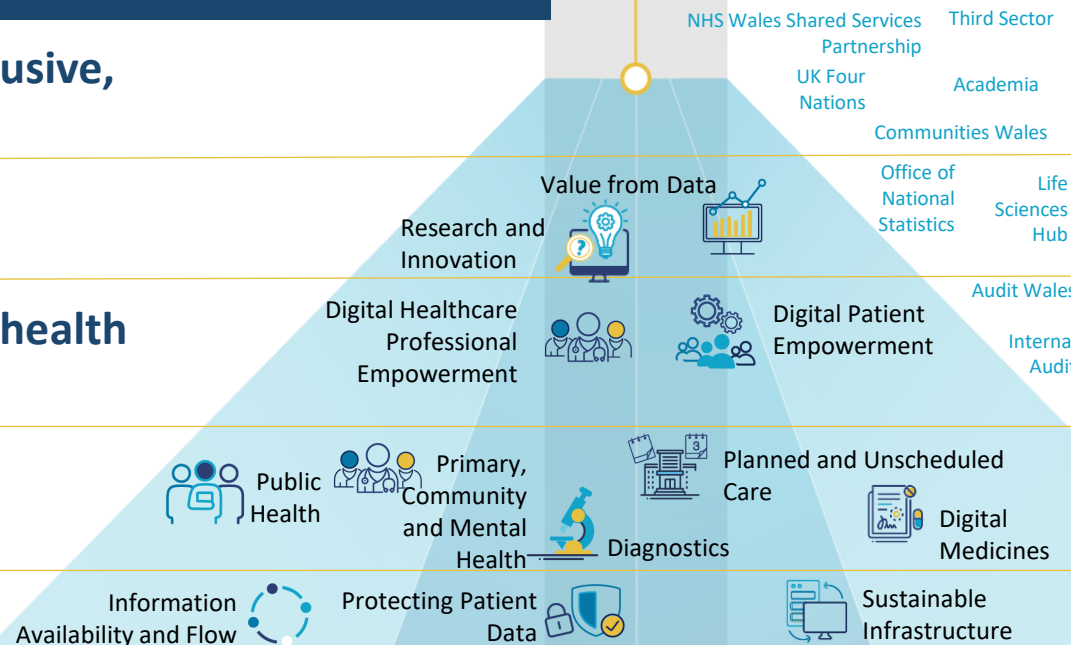 NHS Wales Shared Services
Partnership
Third Sector
usive,
UK Four
Nations
Academia
Communities Wales
Value from Data
Office of
National
Statistics
Life
Sciences
Hub
Research and
Innovation
?
health
Digital Healthcare
Professional
Empowerment
Digital Patient
Empowerment
Audit Wales
Interna
Audit
Public
Health
Primary,
Community
and Mental
Health
Diagnostics
3
Planned and Unscheduled
Care
Digital
Medicines
Information
Availability and Flow
Protecting Patient
Data
Sustainable
Infrastructure